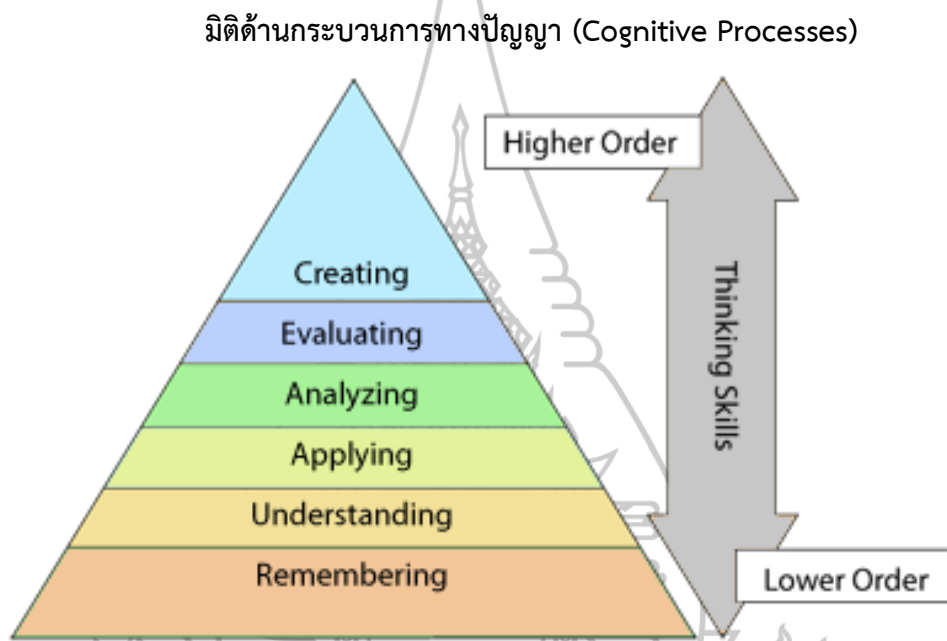 มิติด้านกระบวนการทางปัญญา (Cognitive Processes)
Higher Order
Creating
Evaluating
Analyzing
Applying
Understanding
Remembering
Thinking Skills
Lower Order